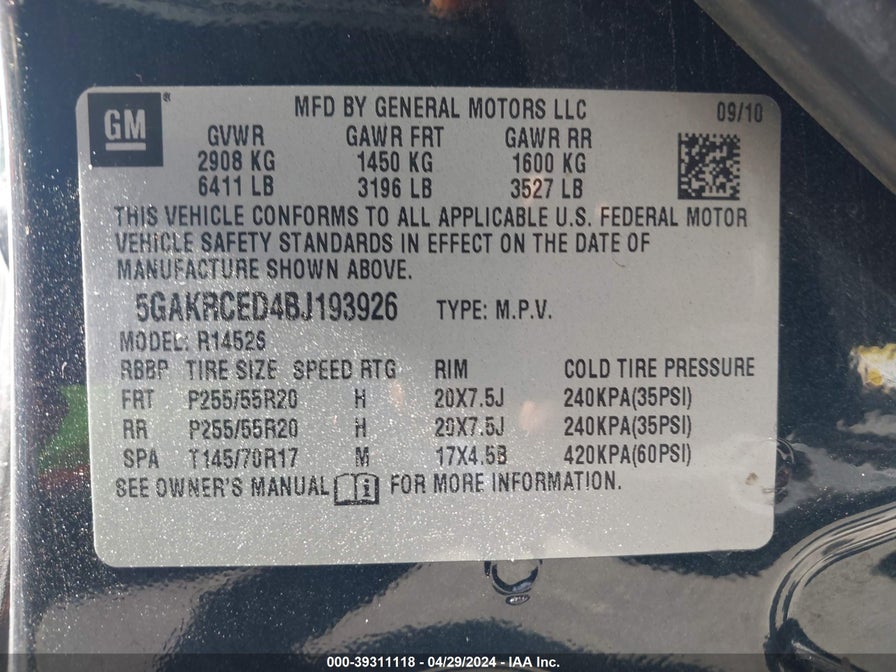 GM®
MFD BY GENERAL MOTORS LLC 09/10
GVWR GAWR FRT GAWR RR
2908 KG 1450 KG 1600 KG
6411 LB 3196 LB 3527 LB
THIS VEHICLE CONFORMS TO ALL APPLICABLE U.S. FEDERAL MOTOR
VEHICLE SAFETY STANDARDS IN EFFECT ON THE DATE OF
MANUFACTURE SHOWN ABOVE.
5GAKRCED4BJ193926 TYPE: M.P.V.
MODEL: R14526
RBBP TIRE SIZE SPEED RTG RIM COLD TIRE PRESSURE
FRT P255/55R20 H 20X7.5J 240KPA(35PSI)
RR P255/55R20 H 20X7.5J 240KPA(35PSI)
SPA T145/70R17 M 17X4.5B 420KPA(60PSI)
SEE OWNER'S MANUAL i FOR MORE INFORMATION.
000-39311118 - 04/29/2024 - IAA Inc.